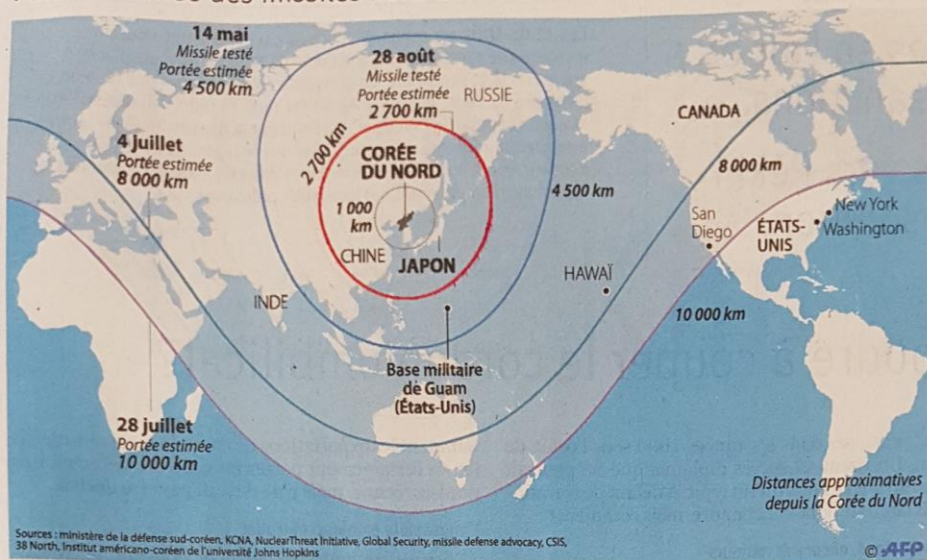 des missiles
14 mai
Missile testé
Portée estimée
4 500 km
28 août
Missile testé
Portée estimée
2 700 km
RUSSIE
CANADA
4 Juillet
Portée estimée
8 000 km
2 700 km
CORÉE
DU NORD
1 000
km
4 500 km
8 000 km
CHINE
JAPON
INDE
HAWAÏ
San
Diego
ÉTATS-
UNIS
New York
Washington
10 000 km
Base militaire
de Guam
(États-Unis)
28 juillet
Portée estimée
10 000 km
Distances approximatives
depuis la Corée du Nord
Sources : ministère de la défense sud-coréen, KCNA, NuclearThreat Initiative, Global Security, missile defense advocacy, CSIS,
38 North, Institut américano-coréen de l'université Johns Hopkins
© AFP